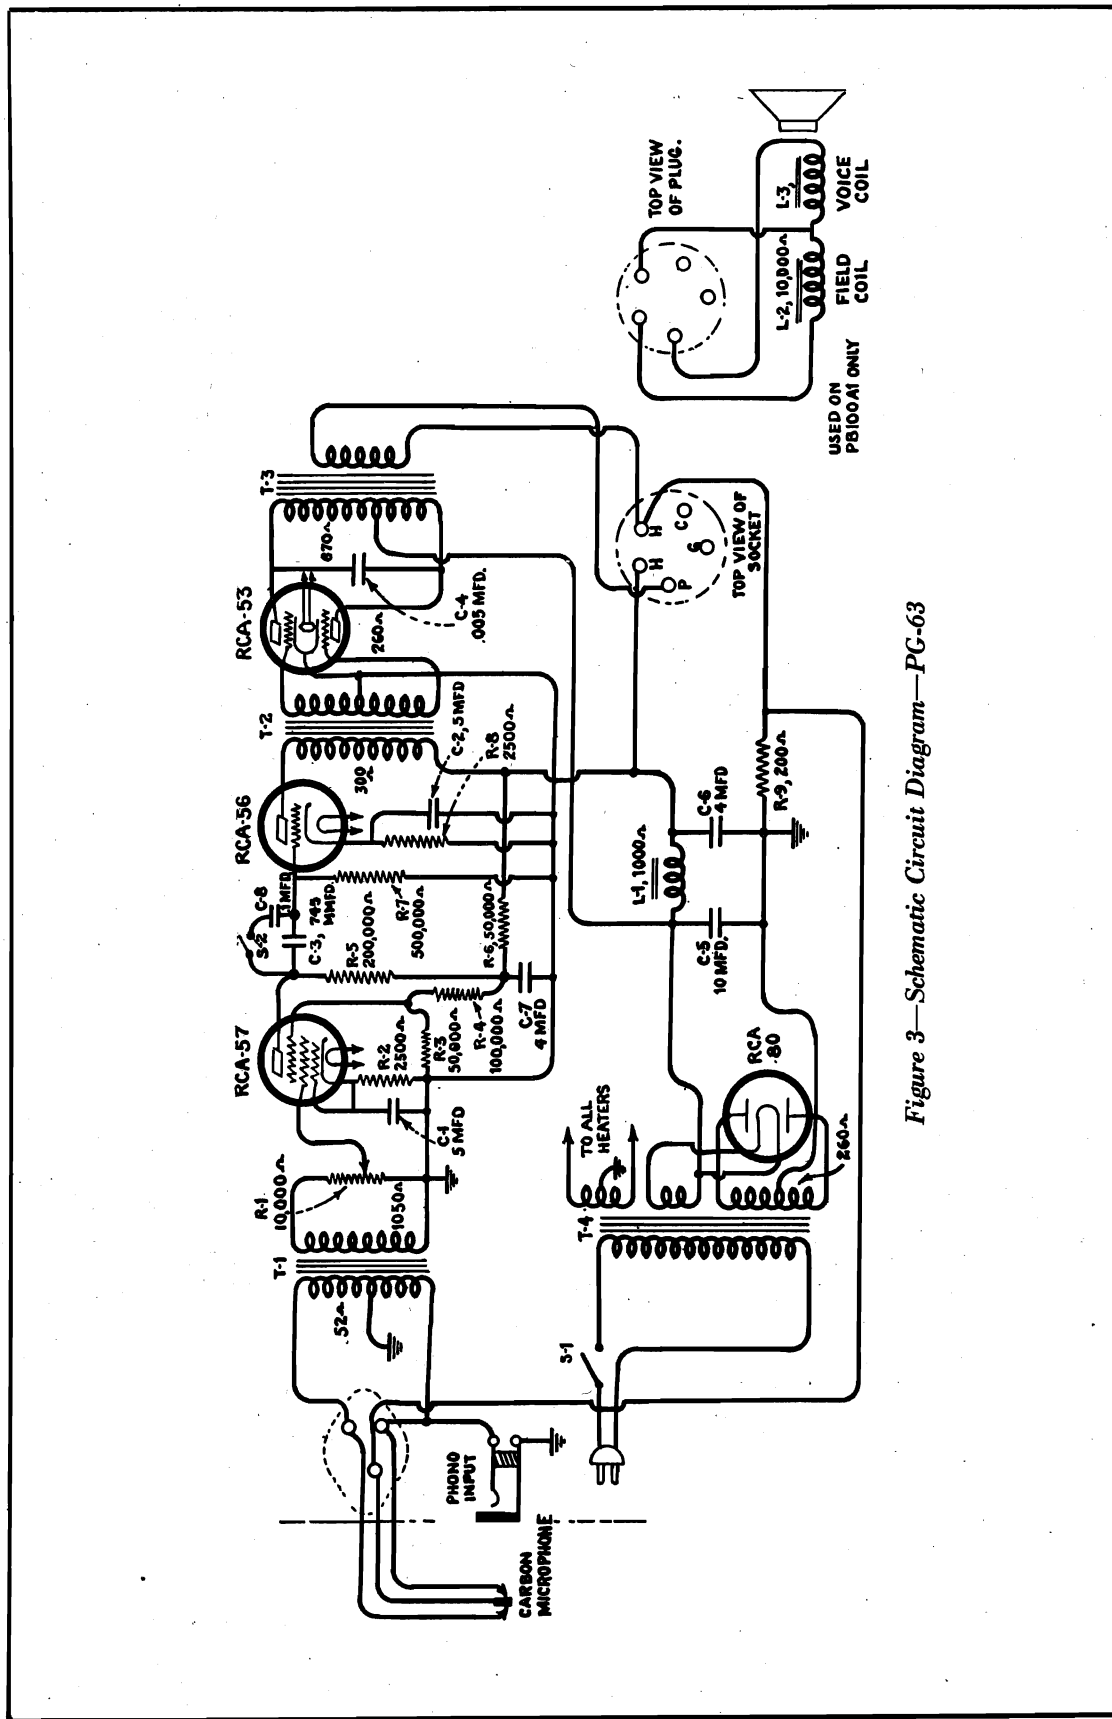 RCA-57
RCA-56
RCA-53
T-1
R-1
10,000Ω
1050Ω
.52Ω
C-1
5 MFD
R-2
2500Ω
R-3
50,000Ω
R-4
100,000Ω
C-7
4 MFD
S-2
C-8
.1 MFD
C-3, 745
MMFD.
R-5
200,000Ω
R-7
500,000Ω
R-6, 50,000Ω
T-2
300
Ω
C-2, 5 MFD
R-8
2500Ω
260Ω
C-4
.005 MFD.
670Ω
T-3
PHONO
INPUT
CARBON
MICROPHONE
S-1
T-4
TO ALL
HEATERS
RCA
80
260Ω
L-1, 1000Ω
C-5
10 MFD.
C-6
4 MFD
R-9, 200Ω
H
H
P
G
C
TOP VIEW OF
SOCKET
TOP VIEW
OF PLUG.
L-2, 10,000Ω
L-3,
FIELD
COIL
VOICE
COIL
USED ON
PB100A1 ONLY
Figure 3—Schematic Circuit Diagram—PG-63